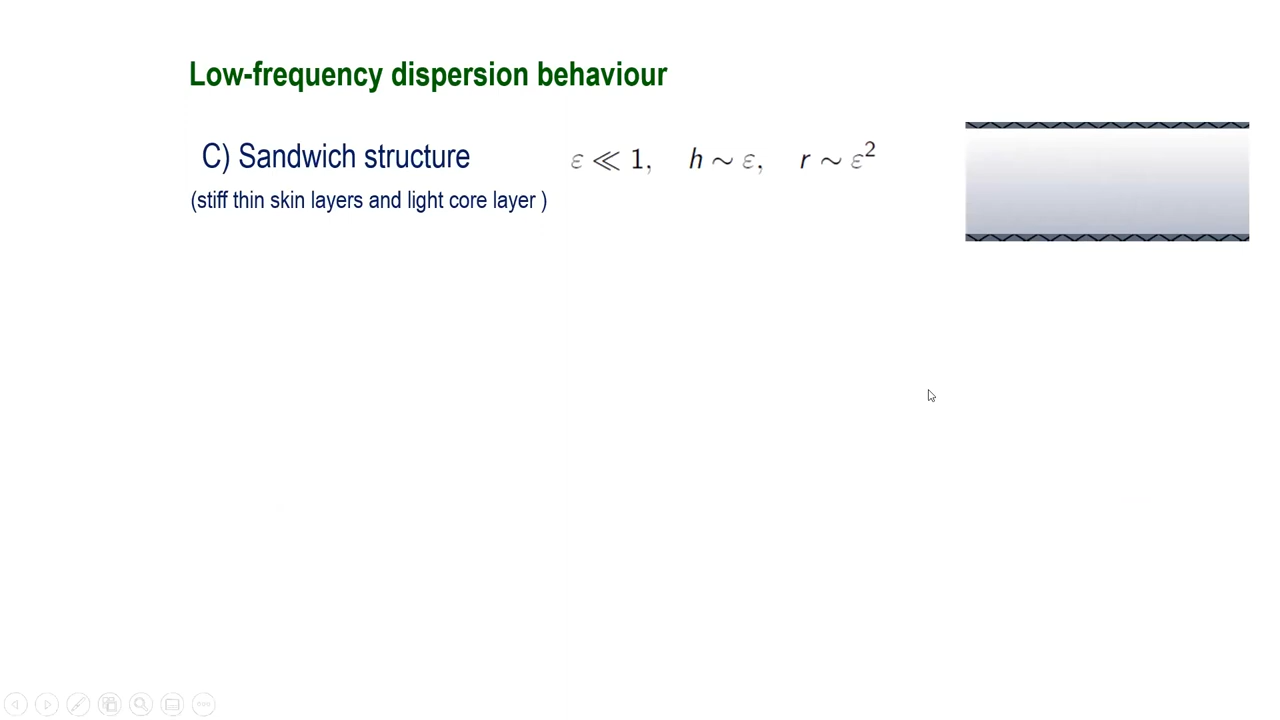 Low-frequency dispersion behaviour
C) Sandwich structure ε ≪ 1, h ∼ ε, r ∼ ε²
(stiff thin skin layers and light core layer )